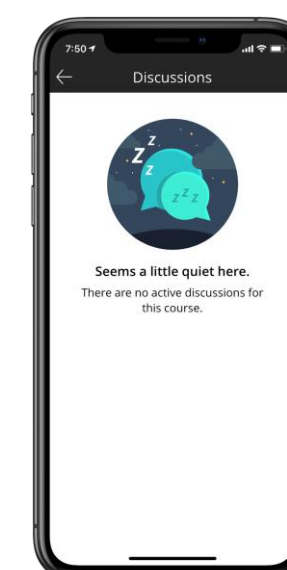 7:50
Discussions
z
Z
z
z z z
Seems a little quiet here.
There are no active discussions for
this course.